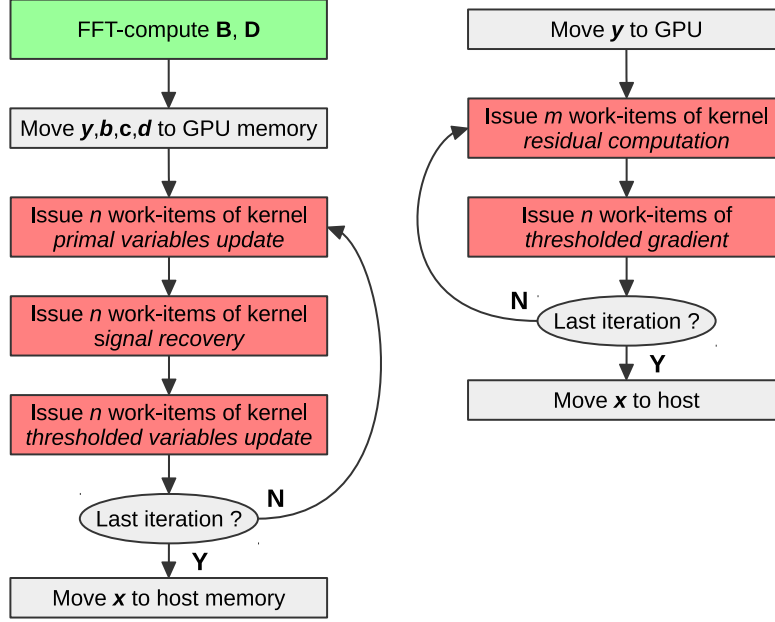 FFT-compute B, D
Move y,b,c,d to GPU memory
Issue n work-items of kernel
primal variables update
Issue n work-items of kernel
signal recovery
Issue n work-items of kernel
thresholded variables update
Last iteration ?
N
Y
Move x to host memory
Move y to GPU
Issue m work-items of kernel
residual computation
Issue n work-items of
thresholded gradient
N
Last iteration ?
Y
Move x to host